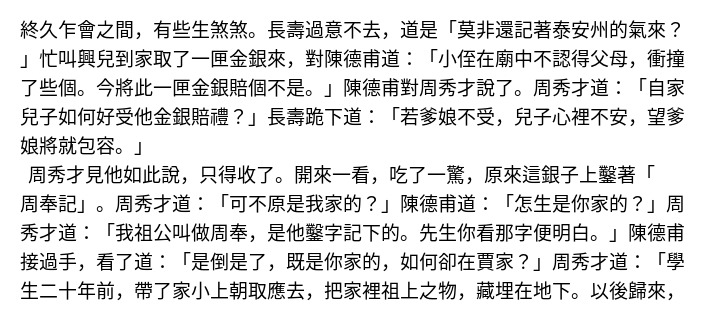 終久乍會之間，有些生煞煞。長壽過意不去，道是「莫非還記著泰安州的氣來？
」忙叫興兒到家取了一匣金銀來，對陳德甫道：「小侄在廟中不認得父母，衝撞
了些個。今將此一匣金銀賠個不是。」陳德甫對周秀才說了。周秀才道：「自家
兒子如何好受他金銀賠禮？」長壽跪下道：「若爹娘不受，兒子心裡不安，望爹
娘將就包容。」
周秀才見他如此說，只得收了。開來一看，吃了一驚，原來這銀子上鑿著「
周奉記」。周秀才道：「可不原是我家的？」陳德甫道：「怎生是你家的？」周
秀才道：「我祖公叫做周奉，是他鑿字記下的。先生你看那字便明白。」陳德甫
接過手，看了道：「是倒是了，既是你家的，如何卻在賈家？」周秀才道：「學
生二十年前，帶了家小上朝取應去，把家裡祖上之物，藏埋在地下。以後歸來，